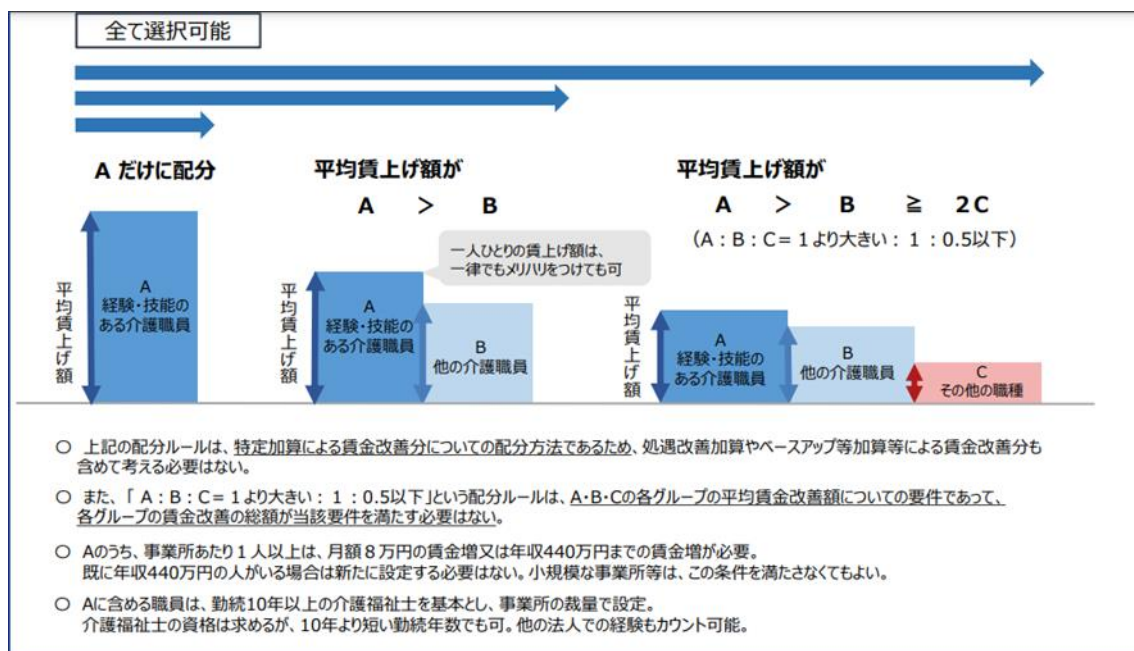 全て選択可能
A だけに配分
平均賃上げ額が
A > B
平均賃上げ額が
A > B ≧ 2C
（A：B：C＝１より大きい：１：0.5以下）
一人ひとりの賃上げ額は、
一律でもメリハリをつけても可
平均賃上げ額
A
経験・技能の
ある介護職員
平均賃上げ額
A
経験・技能の
ある介護職員
B
他の介護職員
平均賃上げ額
A
経験・技能の
ある介護職員
B
他の介護職員
C
その他の職種
○ 上記の配分ルールは、特定加算による賃金改善分についての配分方法であるため、処遇改善加算やベースアップ等加算等による賃金改善分も
含めて考える必要はない。
○ また、「 A：B：C＝１より大きい：１：0.5以下」という配分ルールは、A・B・Cの各グループの平均賃金改善額についての要件であって、
各グループの賃金改善の総額が当該要件を満たす必要はない。
○ Aのうち、事業所あたり１人以上は、月額８万円の賃金増又は年収440万円までの賃金増が必要。
既に年収440万円の人がいる場合は新たに設定する必要はない。小規模な事業所等は、この条件を満たさなくてもよい。
○ Aに含める職員は、勤続10年以上の介護福祉士を基本とし、事業所の裁量で設定。
介護福祉士の資格は求めるが、10年より短い勤続年数でも可。他の法人での経験もカウント可能。